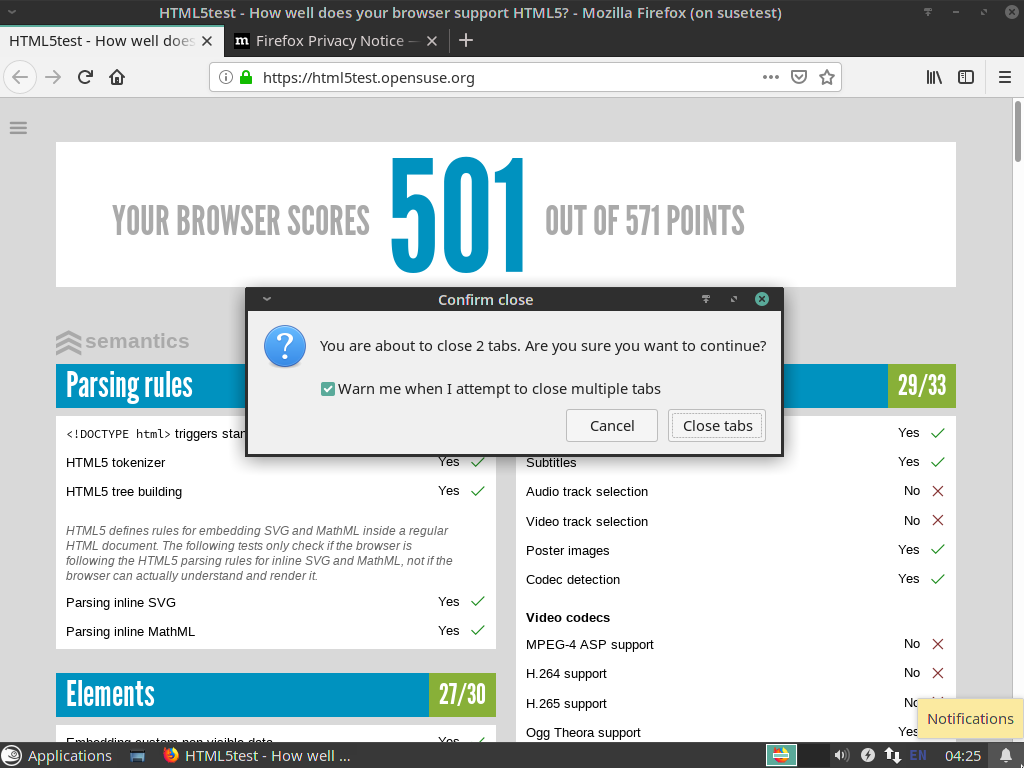 HTML5test - How well does your browser support HTML5? - Mozilla Firefox (on susetest)
HTML5test - How well does
m Firefox Privacy Notice —
https://html5test.opensuse.org
YOUR BROWSER SCORES 501 OUT OF 571 POINTS
Confirm close
You are about to close 2 tabs. Are you sure you want to continue?
Warn me when I attempt to close multiple tabs
Cancel Close tabs
semantics
Parsing rules
<!DOCTYPE html> triggers stan
HTML5 tokenizer Yes
HTML5 tree building Yes
HTML5 defines rules for embedding SVG and MathML inside a regular
HTML document. The following tests only check if the browser is
following the HTML5 parsing rules for inline SVG and MathML, not if the
browser can actually understand and render it.
Parsing inline SVG Yes
Parsing inline MathML Yes
Elements 27/30
Embedding custom non-visible data Yes
29/33
Yes
Subtitles Yes
Audio track selection No
Video track selection No
Poster images Yes
Codec detection Yes
Video codecs
MPEG-4 ASP support No
H.264 support No
H.265 support No
Ogg Theora support Yes
Notifications
Applications
HTML5test - How well ...
EN
04:25